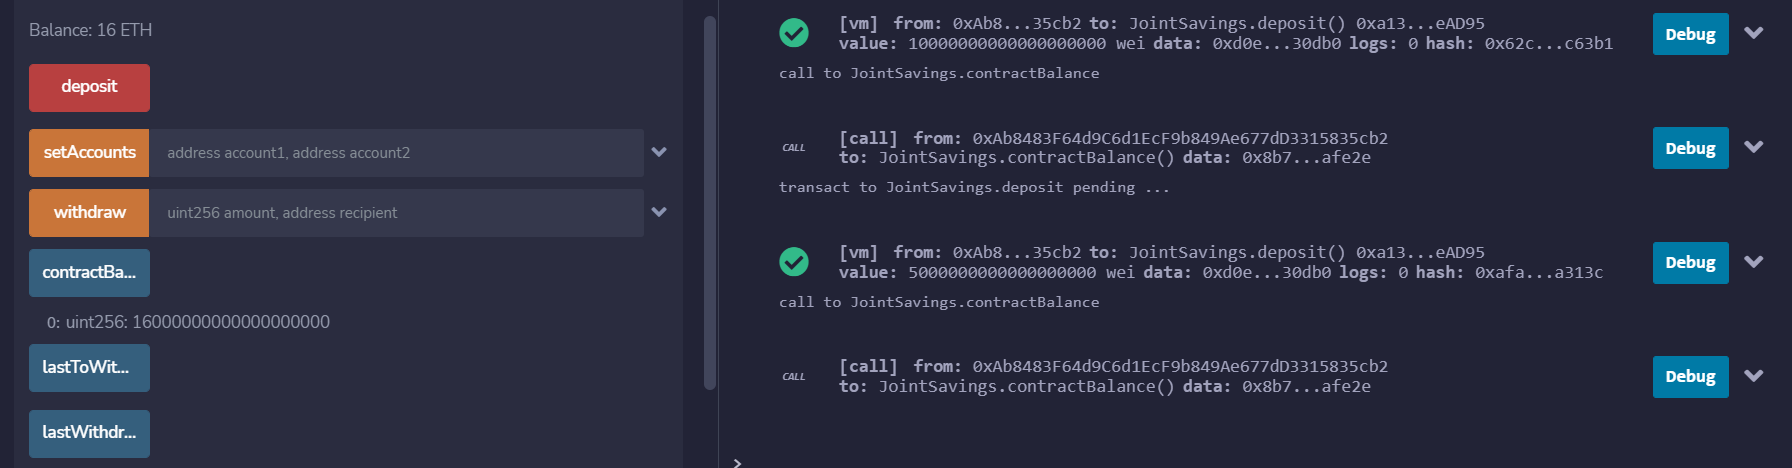 Balance: 16 ETH
deposit
setAccounts
address account1, address account2
withdraw
uint256 amount, address recipient
contractBa...
0: uint256: 16000000000000000000
lastToWit...
lastWithdr...
[vm] from: 0xAb8...35cb2 to: JointSavings.deposit() 0xa13...eAD95
value: 10000000000000000000 wei data: 0xd0e...30db0 logs: 0 hash: 0x62c...c63b1
Debug
call to JointSavings.contractBalance
CALL
[call] from: 0xAb8483F64d9C6d1EcF9b849Ae677dD3315835cb2
to: JointSavings.contractBalance() data: 0x8b7...afe2e
Debug
transact to JointSavings.deposit pending ...
[vm] from: 0xAb8...35cb2 to: JointSavings.deposit() 0xa13...eAD95
value: 5000000000000000000 wei data: 0xd0e...30db0 logs: 0 hash: 0xafa...a313c
Debug
call to JointSavings.contractBalance
CALL
[call] from: 0xAb8483F64d9C6d1EcF9b849Ae677dD3315835cb2
to: JointSavings.contractBalance() data: 0x8b7...afe2e
Debug
>